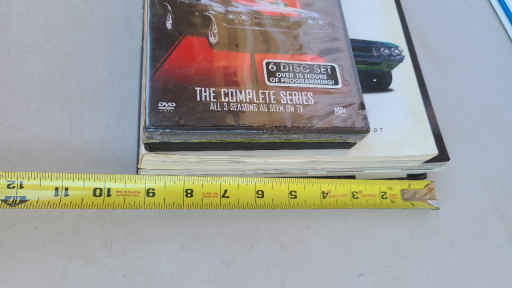 6 DISC SET
OVER 15 HOURS
OF PROGRAMMING!
THE COMPLETE SERIES
ALL 3 SEASONS AS SEEN ON TV
DVD
12 11 10 9 8 7 6 5 4 3 2